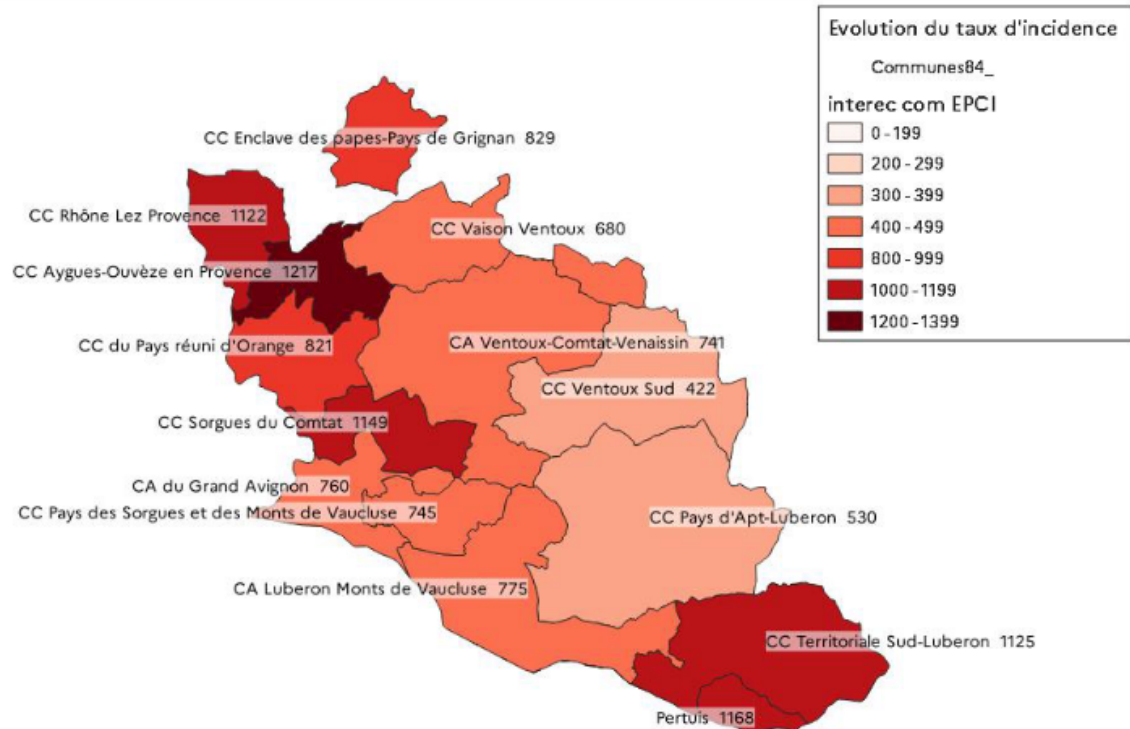 Evolution du taux d'incidence
Communes84_
interec com EPCI
0-199
200-299
300-399
400-499
800-999
1000-1199
1200-1399
CC Enclave des papes-Pays de Grignan 829
CC Rhône Lez Provence 1122
CC Vaison Ventoux 680
CC Aygues-Ouvèze en Provence 1217
CC du Pays réuni d'Orange 821
CA Ventoux-Comtat-Venaissin 741
CC Ventoux Sud 422
CC Sorgues du Comtat 1149
CA du Grand Avignon 760
CC Pays des Sorgues et des Monts de Vaucluse 745
CC Pays d'Apt-Luberon 530
CA Luberon Monts de Vaucluse 775
CC Territoriale Sud-Luberon 1125
Pertuis 1168